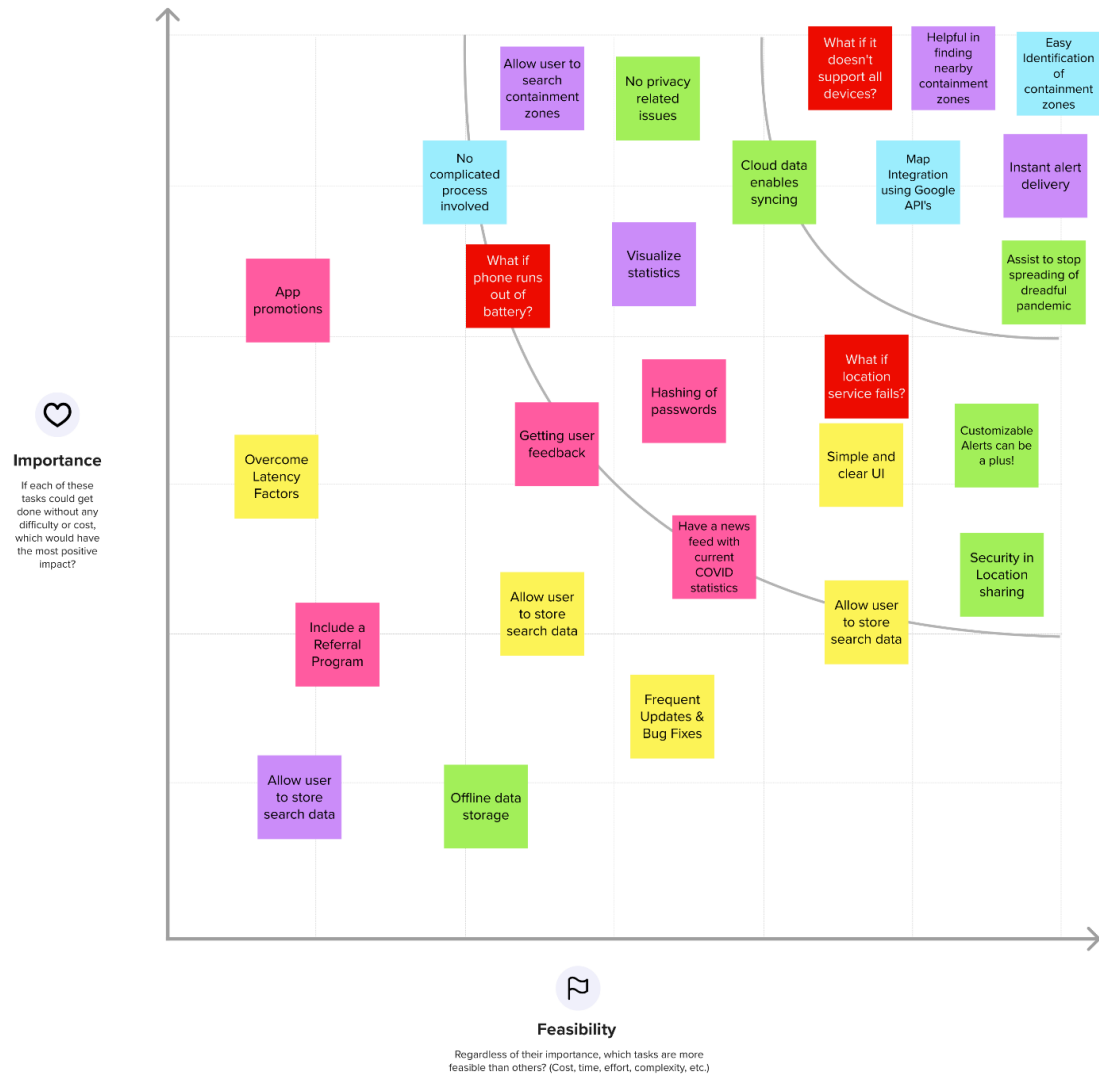 What if it
doesn't
support all
devices?
Helpful in
finding
nearby
containment
zones
Easy
Identification
of
containment
zones
Allow user to
search
containment
zones
No privacy
related
issues
No
complicated
process
involved
Cloud data
enables
syncing
Map
Integration
using Google
API's
Instant alert
delivery
Visualize
statistics
What if
phone runs
out of
battery?
App
promotions
Assist to stop
spreading of
dreadful
pandemic
What if
location
service fails?
Hashing of
passwords
Getting user
feedback
Customizable
Alerts can be
a plus!
Simple and
clear UI
Overcome
Latency
Factors
Importance
If each of these
tasks could get
done without any
difficulty or cost,
which would have
the most positive
impact?
Have a news
feed with
current
COVID
statistics
Security in
Location
sharing
Allow user
to store
search data
Allow user
to store
search data
Include a
Referral
Program
Frequent
Updates &
Bug Fixes
Allow user
to store
search data
Offline data
storage
Feasibility
Regardless of their importance, which tasks are more
feasible than others? (Cost, time, effort, complexity, etc.)